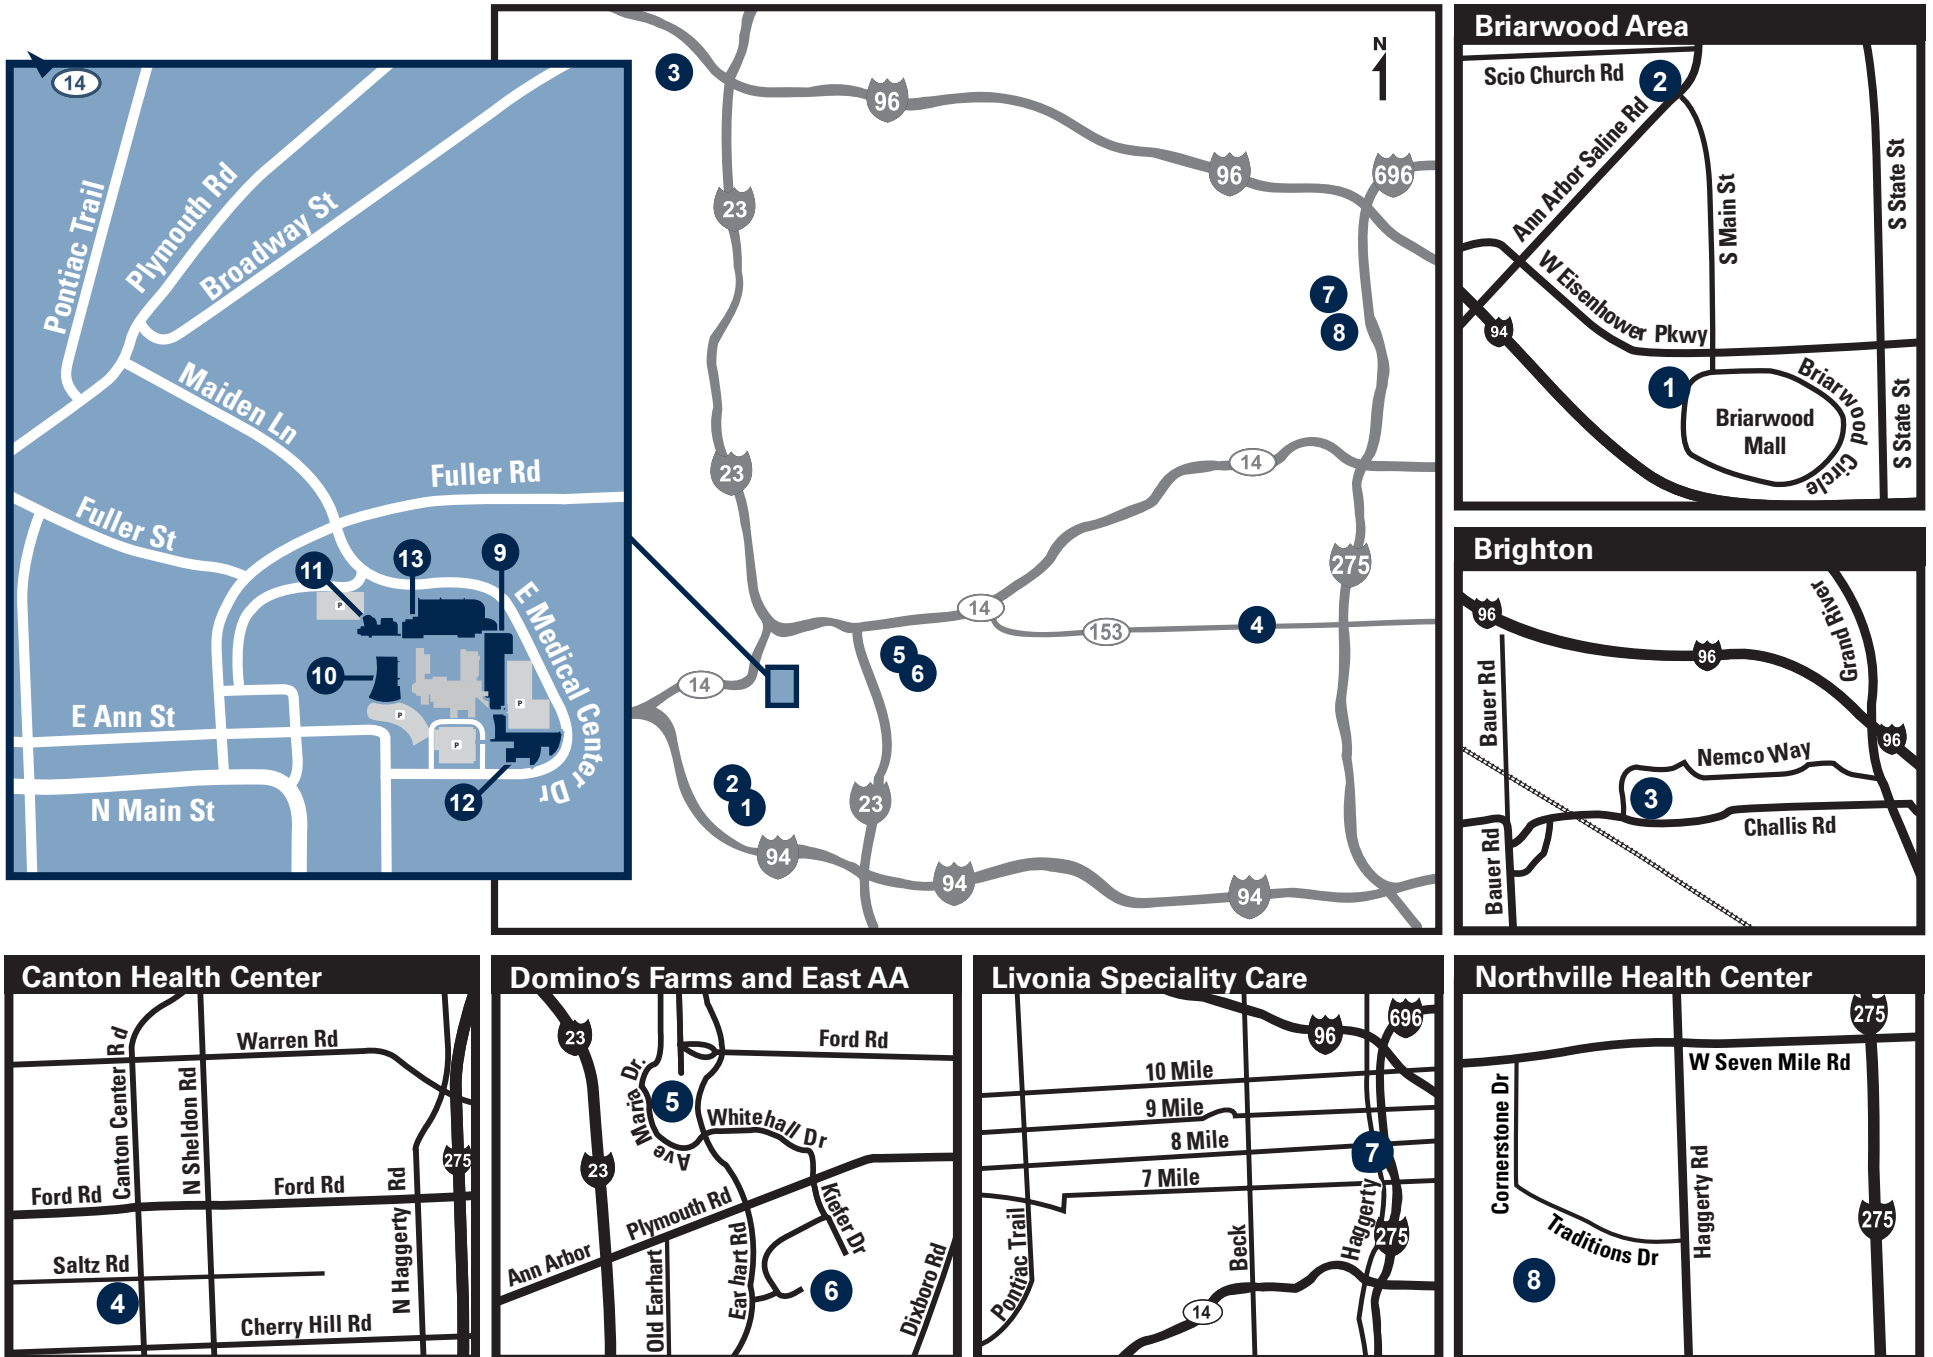 14
Pontiac Trail
Plymouth Rd
Broadway St
Maiden Ln
Fuller Rd
Fuller St
11
13
9
P
10
E Medical Center Dr
P
P
P
E Ann St
12
N Main St
3
N
96
96
696
23
7
8
23
14
275
14
153
4
5
6
14
2
1
23
94
94
94
Briarwood Area
Scio Church Rd
2
Ann Arbor Saline Rd
S Main St
S State St
W Eisenhower Pkwy
94
1
Briarwood
Mall
Briarwood Circle
S State St
Brighton
96
96
Grand River
Bauer Rd
96
Nemco Way
3
Challis Rd
Bauer Rd
Canton Health Center
Canton Center Rd
Warren Rd
N Sheldon Rd
275
Ford Rd
Ford Rd
N Haggerty Rd
Saltz Rd
4
Cherry Hill Rd
Domino's Farms and East AA
23
Ford Rd
Ave Maria Dr.
5
Whitehall Dr
23
Plymouth Rd
Kiefer Dr
Ann Arbor
Old Earhart
Ear hart Rd
6
Dixboro Rd
Livonia Speciality Care
96
696
10 Mile
9 Mile
8 Mile
7
7 Mile
Pontiac Trail
Beck
Haggerty
275
14
Northville Health Center
275
W Seven Mile Rd
Cornerstone Dr
Haggerty Rd
275
Traditions Dr
8